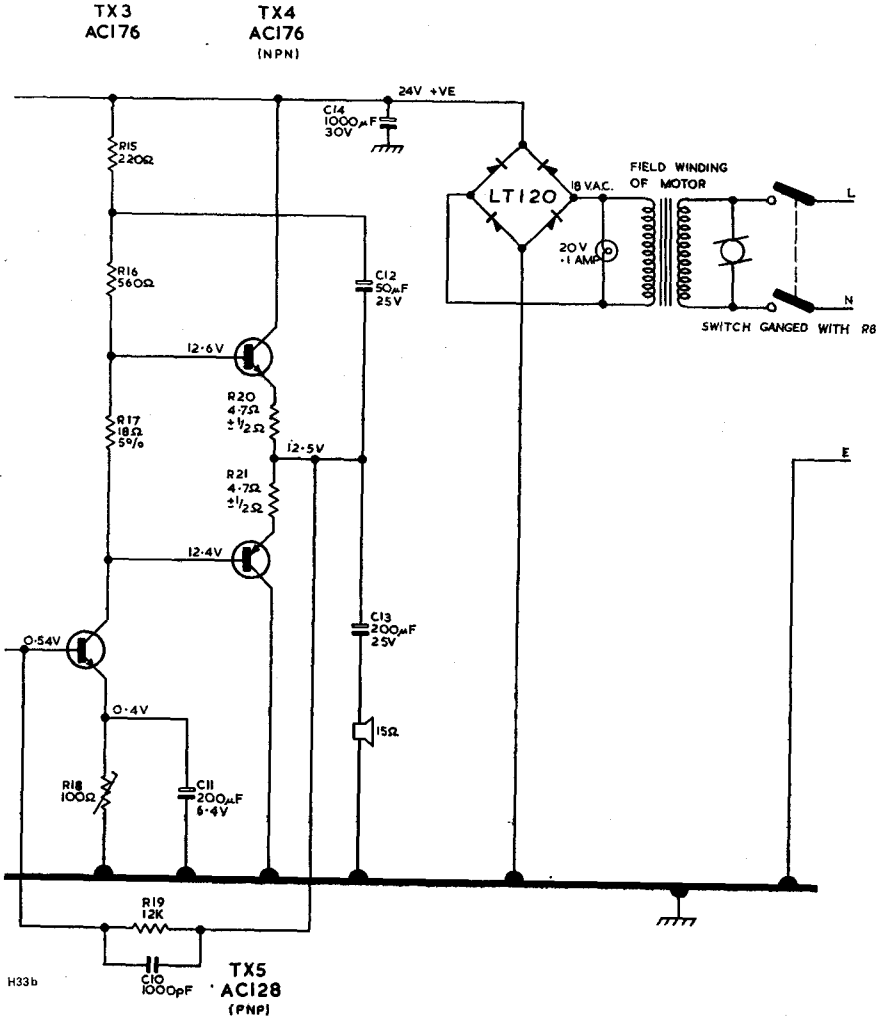 TX3
AC176
TX4
AC176
(NPN)
24V +VE
C14
1000µF
30V
R15
220Ω
LT120
18 V.A.C.
FIELD WINDING
OF MOTOR
L
20V
·1 AMP
N
SWITCH GANGED WITH R8
R16
560Ω
C12
50µF
25V
12·6V
R20
4·7Ω
±1/2Ω
R17
18Ω
5%
12·5V
E
R21
4·7Ω
±1/2Ω
12·4V
C13
200µF
25V
0·54V
0·4V
15Ω
R18
100Ω
C11
200µF
6·4V
R19
12K
C10
1000pF
H33b
TX5
AC128
(PNP)